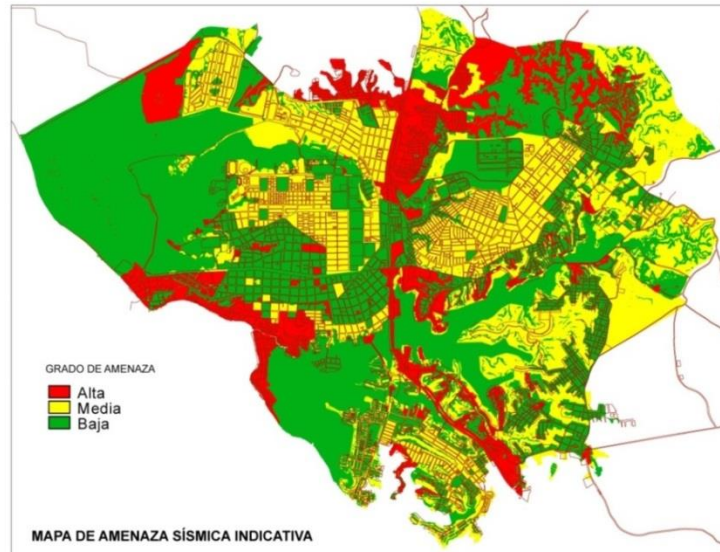 GRADO DE AMENAZA
Alta
Media
Baja
MAPA DE AMENAZA SÍSMICA INDICATIVA